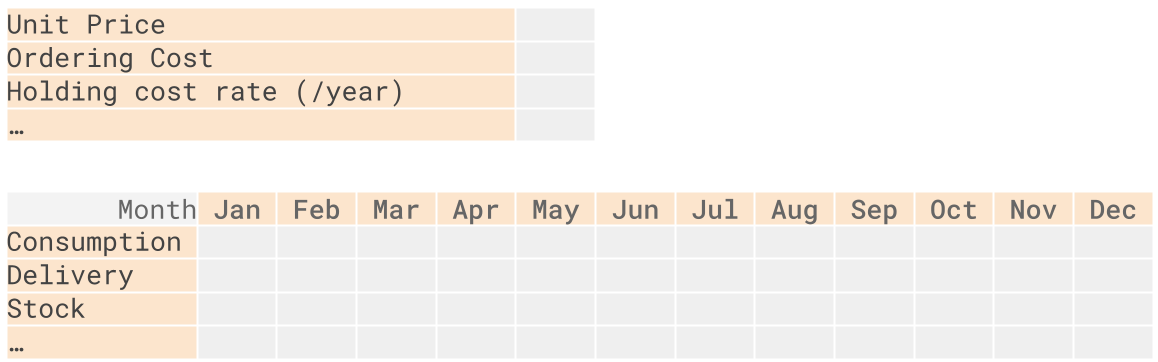 Unit Price
Ordering Cost
Holding cost rate (/year)
…
Month Jan Feb Mar Apr May Jun Jul Aug Sep Oct Nov Dec
Consumption
Delivery
Stock
…